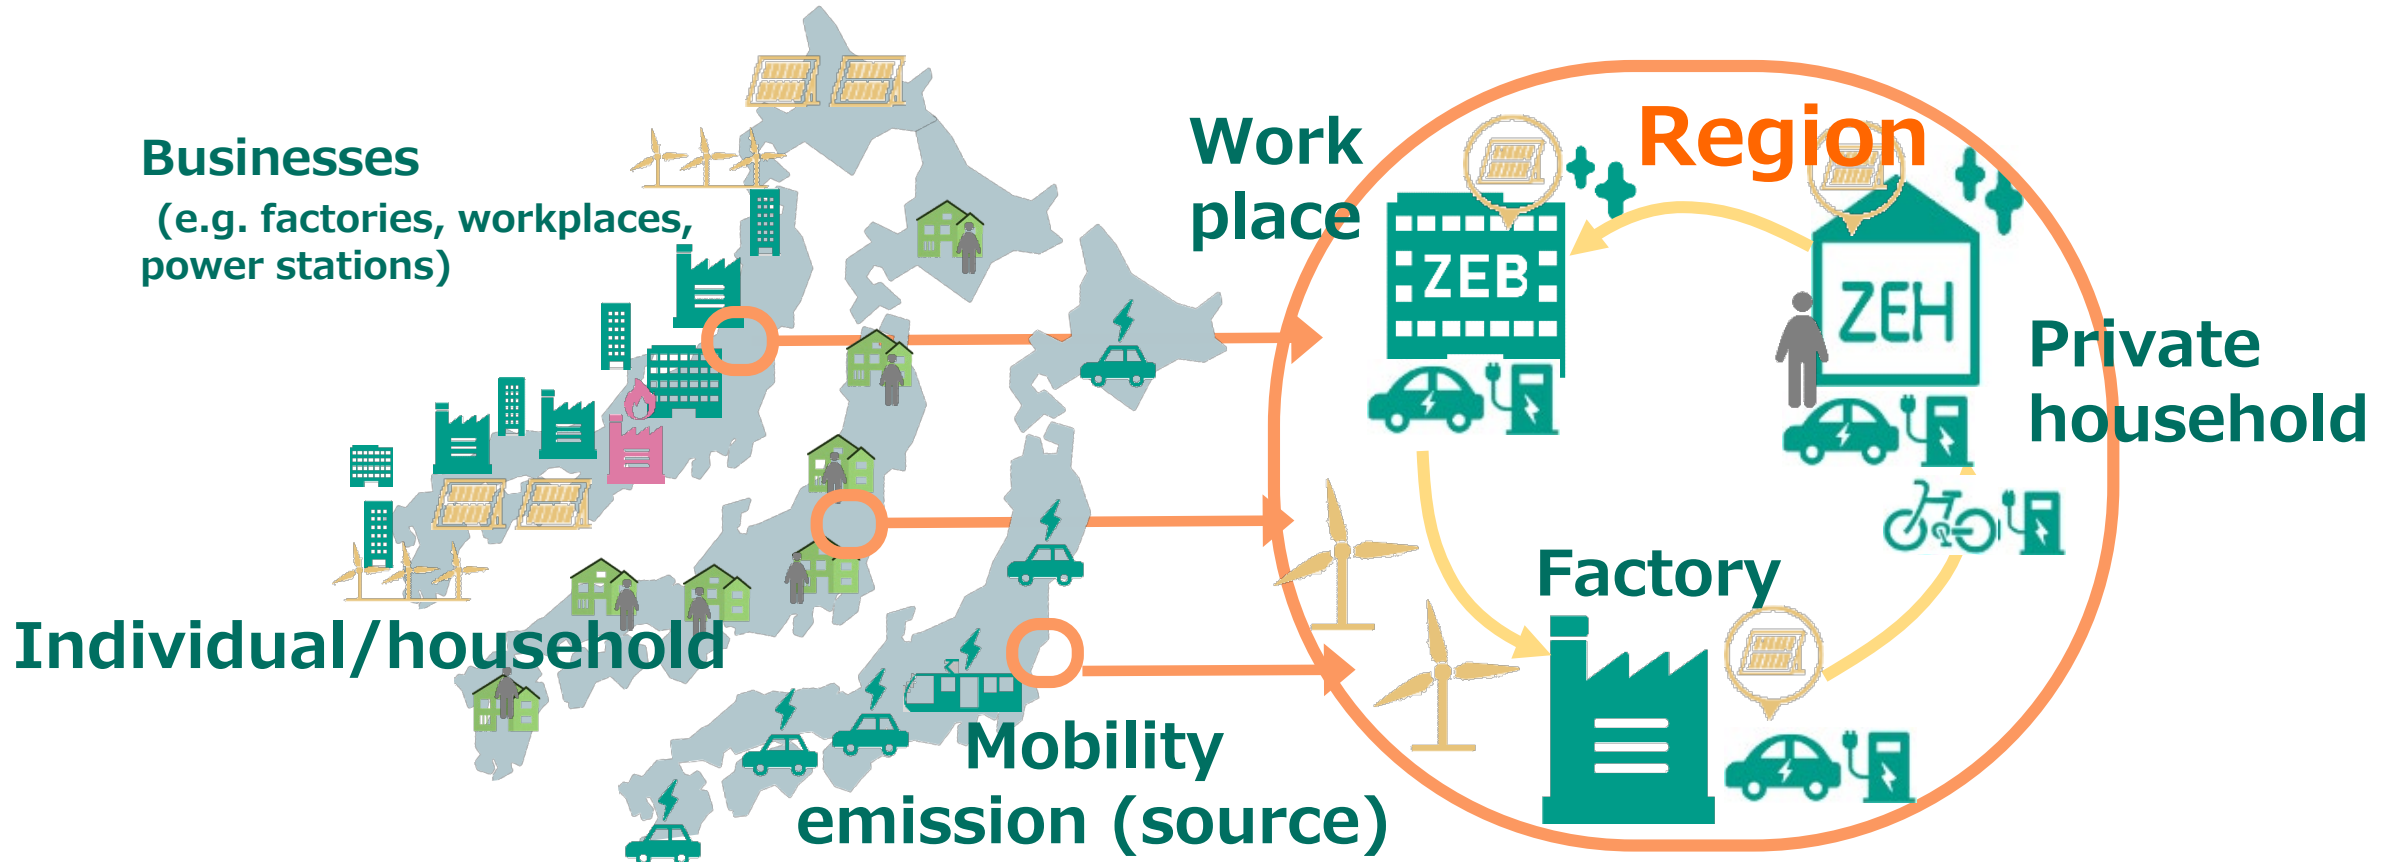 Businesses
(e.g. factories, workplaces,
power stations)
Individual/household
Mobility
emission (source)
Work
place
Region
ZEB
ZEH
Private
household
Factory